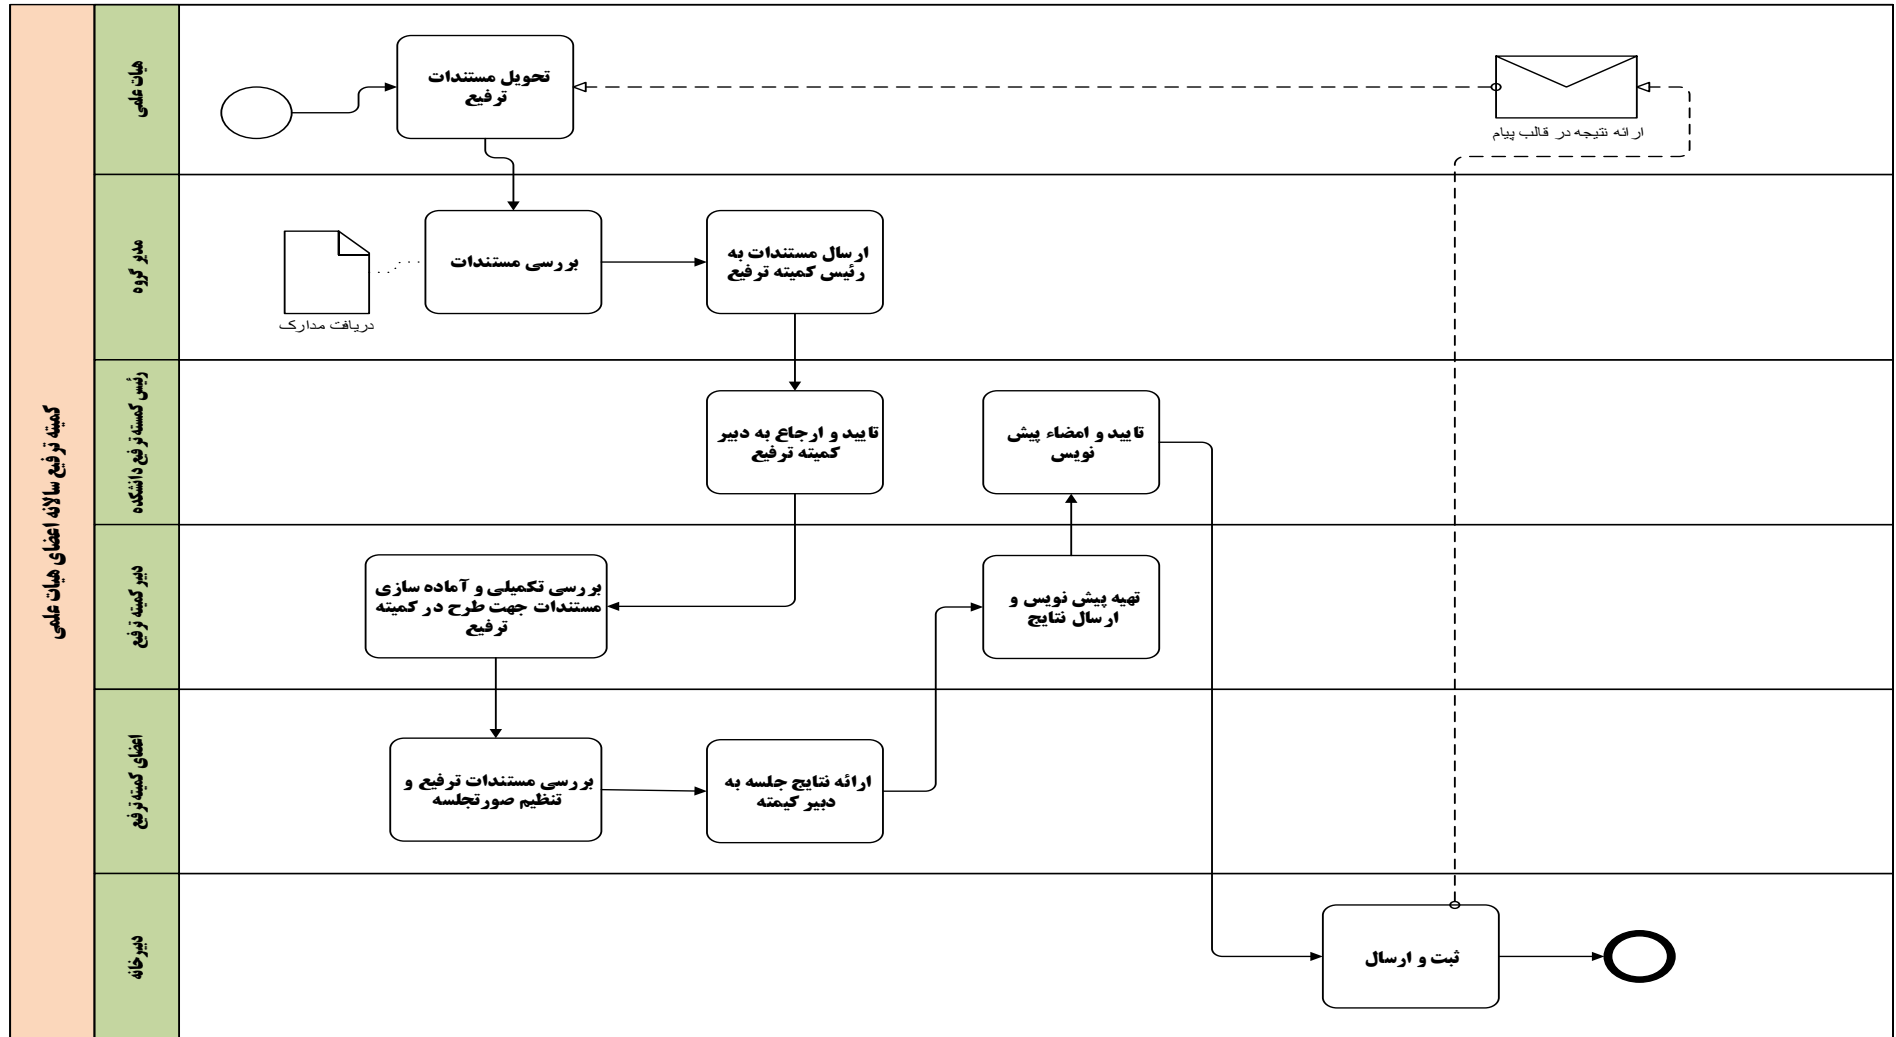 کمیته ترفیع سالانه اعضای هیات علمی
هیات علمی
تحویل مستندات
ترفیع
ارائه نتیجه در قالب پیام
مدیر گروه
دریافت مدارک
بررسی مستندات
ارسال مستندات به
رئیس کمیته ترفیع
رئیس کمسته ترفیع دانشکده
تایید و ارجاع به دبیر
کمیته ترفیع
تایید و امضاء پیش
نویس
دبیر کمیته ترفیع
بررسی تکمیلی و آماده سازی
مستندات جهت طرح در کمیته
ترفیع
تهیه پیش نویس و
ارسال نتایج
اعضای کمیته ترفیع
بررسی مستندات ترفیع و
تنظیم صورتجلسه
ارائه نتایج جلسه به
دبیر کیمته
دبیرخانه
ثبت و ارسال